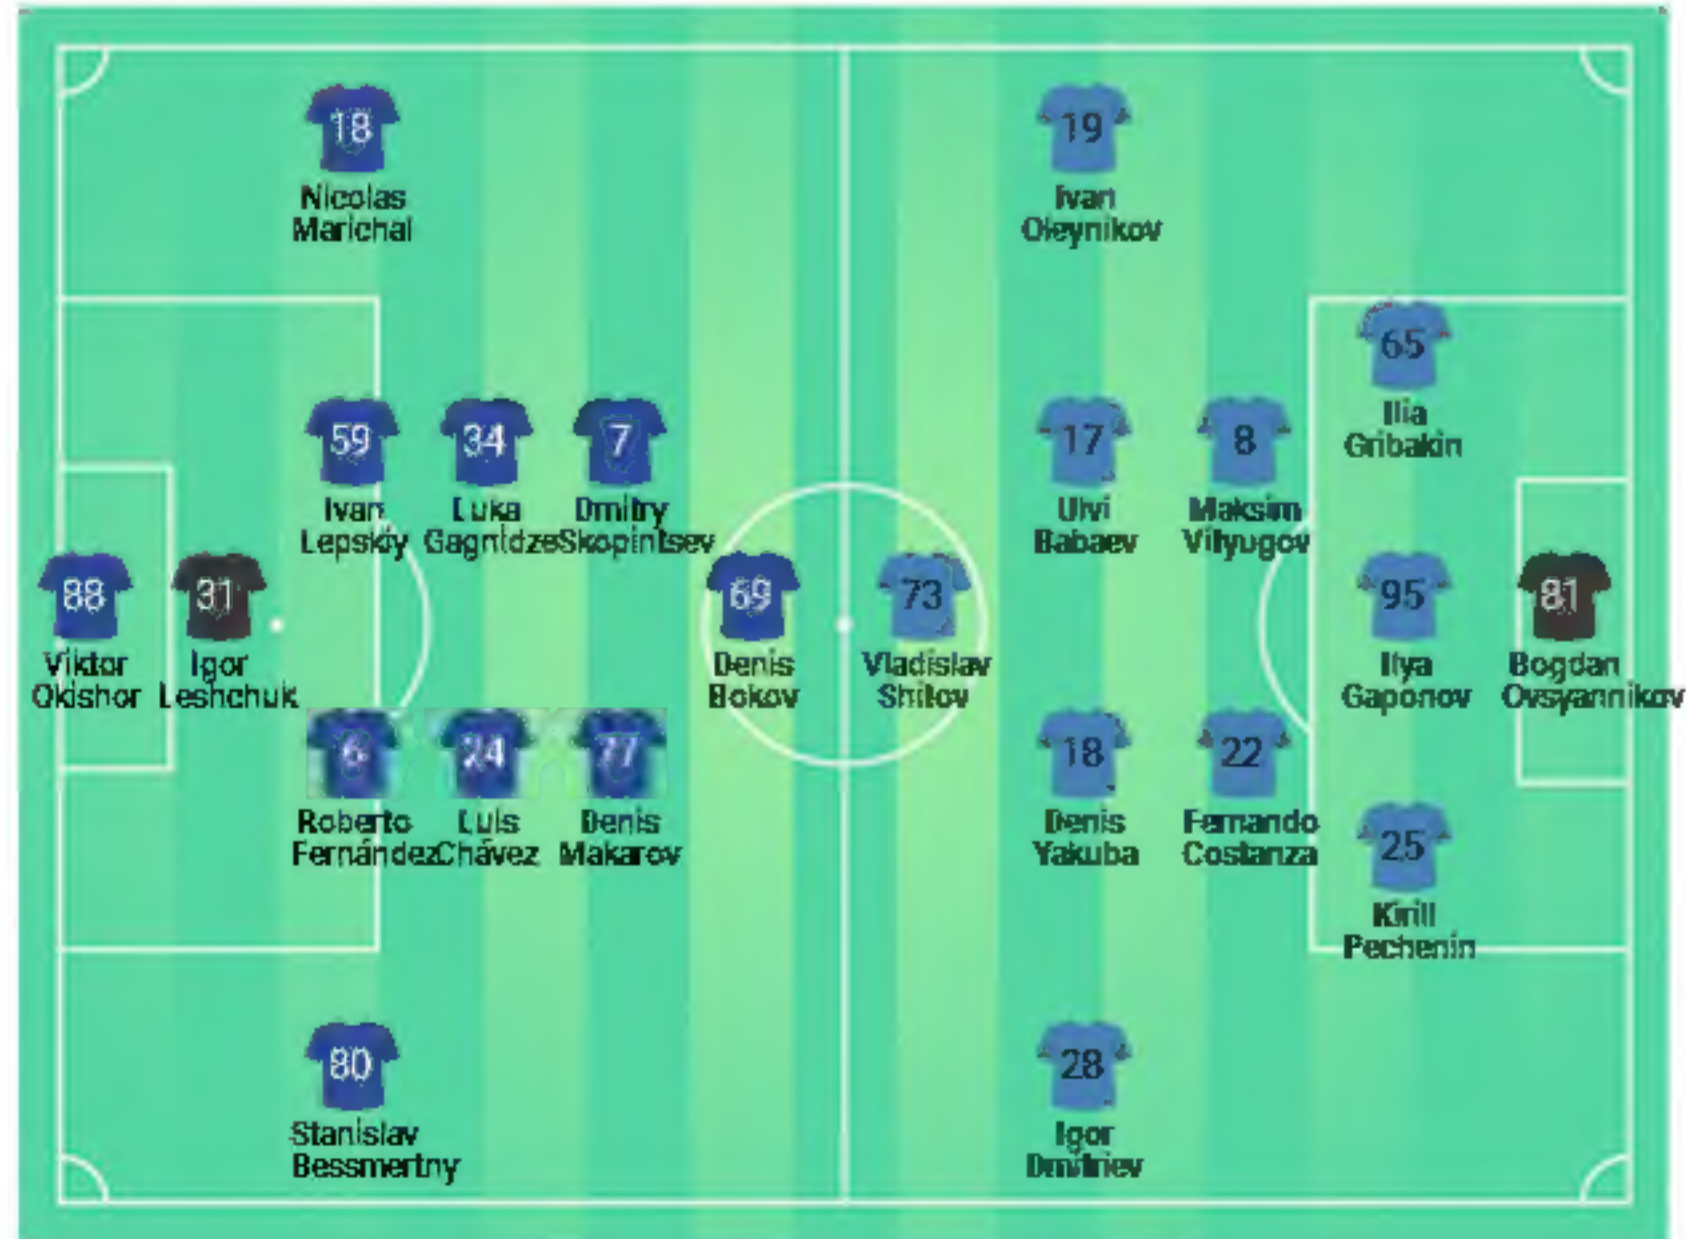 18
Nicolas
Marichal
19
Ivan
Oleynikov
65
Ilia
Gribakin
59
Ivan
Lepskiy
34
Luka
Gagnidze
7
Dmitry
Skopintsev
17
Ulvi
Babaev
8
Maksim
Vityugov
88
Viktor
Okishor
31
Igor
Leshchuk
69
Denis
Bokov
73
Vladislav
Shitov
95
Ilya
Gaponov
81
Bogdan
Ovsyannikov
6
Roberto
Fernández
24
Luis
Chávez
77
Denis
Makarov
18
Denis
Yakuba
22
Fernando
Costanza
25
Kirill
Pechenin
80
Stanislav
Bessmertny
28
Igor
Dmitriev